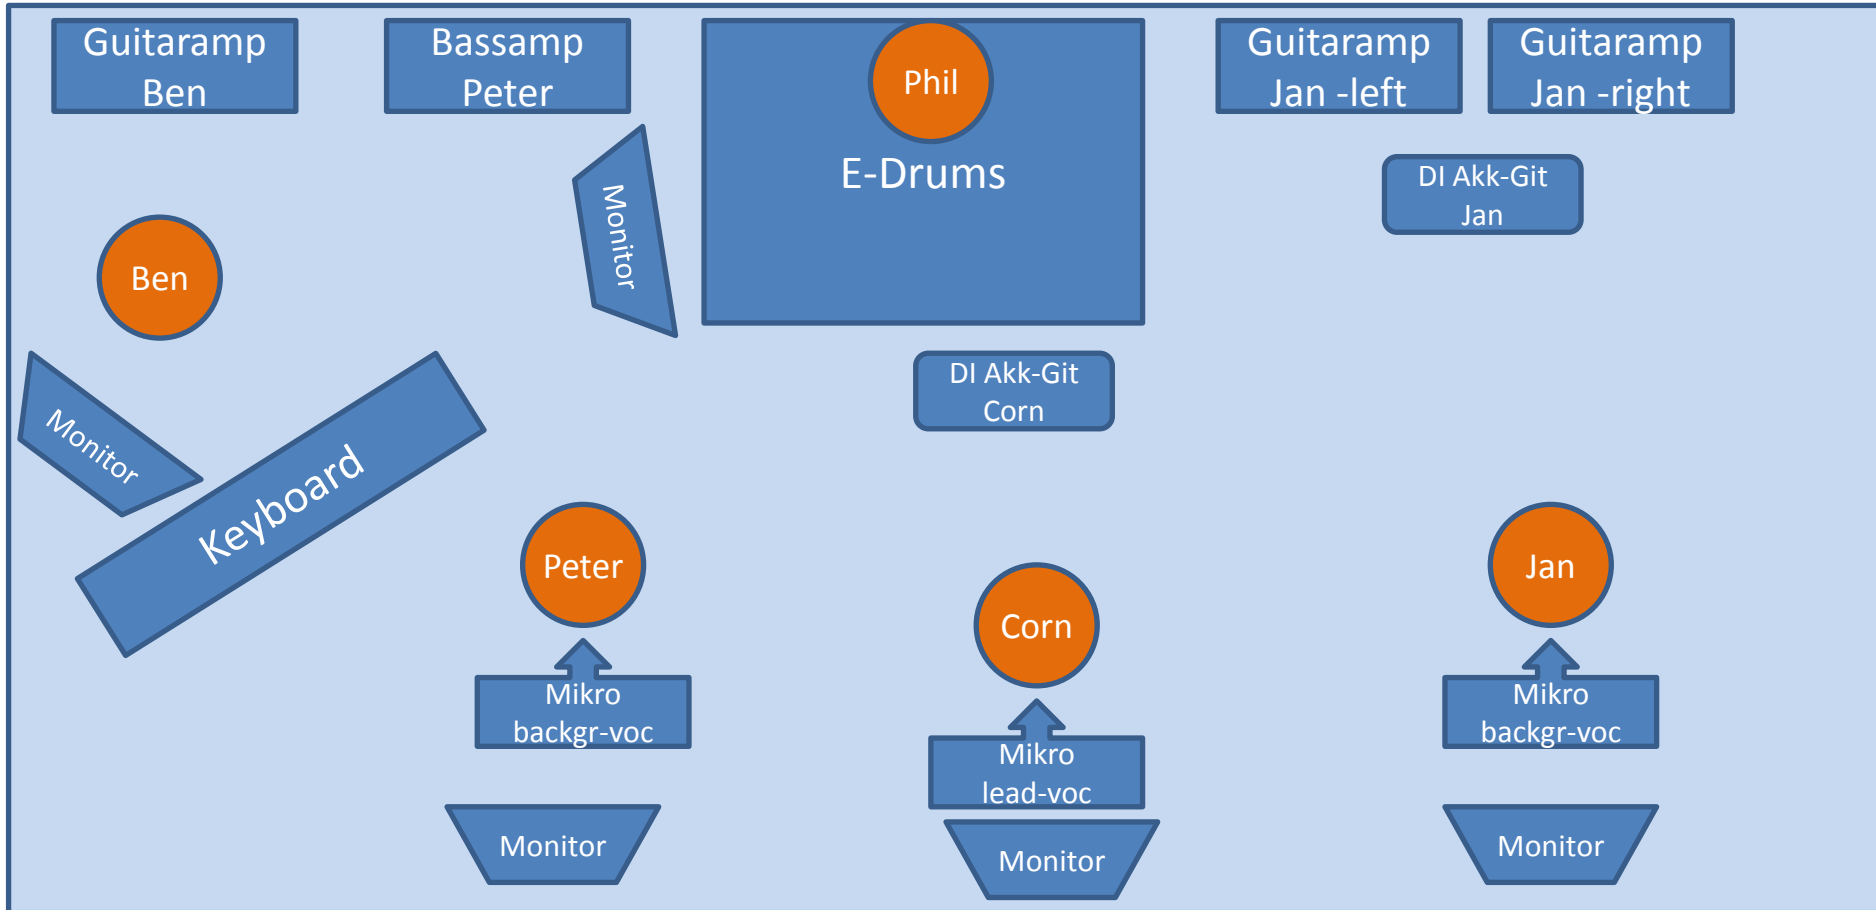 Guitaramp
Ben
Bassamp
Peter
Phil
E-Drums
Guitaramp
Jan -left
Guitaramp
Jan -right
DI Akk-Git
Jan
Monitor
Ben
DI Akk-Git
Corn
Monitor
Keyboard
Peter
Corn
Jan
Mikro
backgr-voc
Mikro
lead-voc
Mikro
backgr-voc
Monitor
Monitor
Monitor